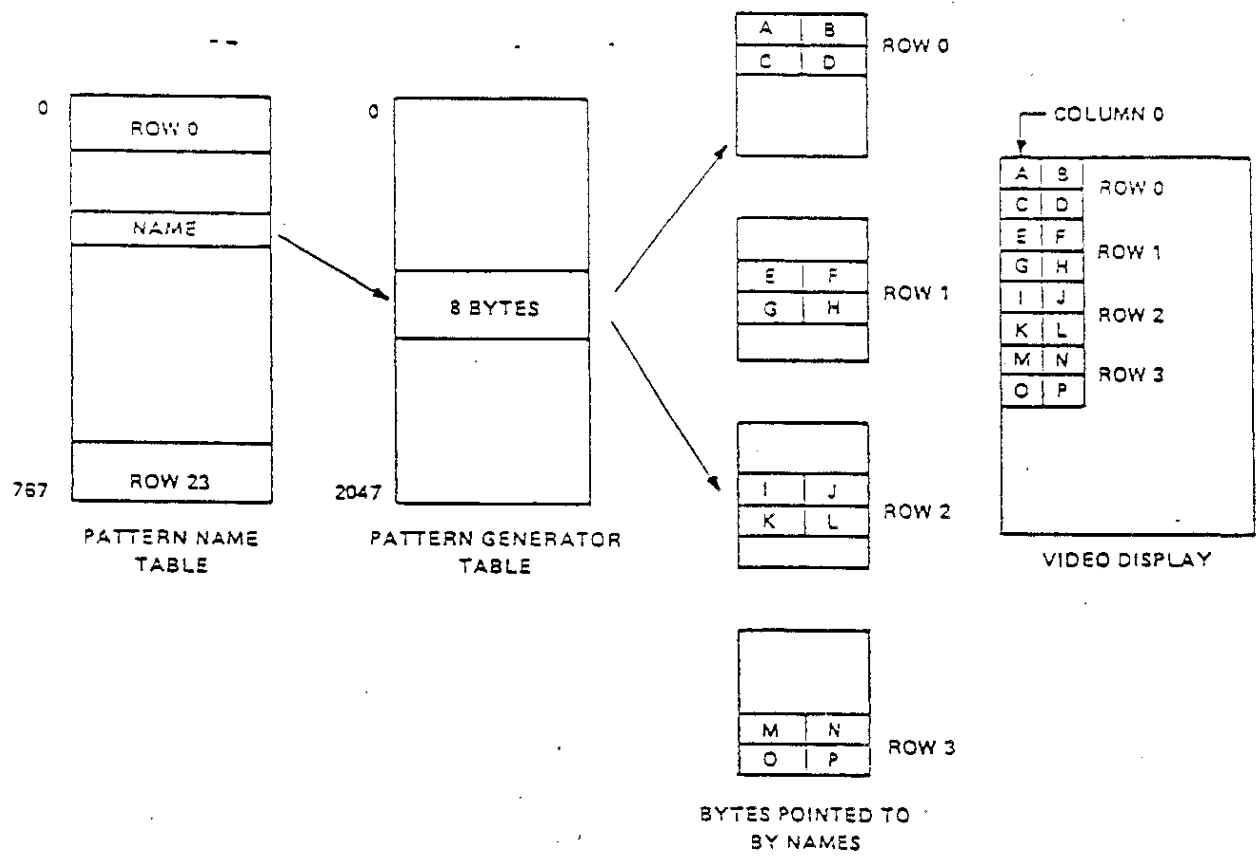 0
ROW 0
NAME
ROW 23
767
PATTERN NAME
TABLE
0
8 BYTES
2047
PATTERN GENERATOR
TABLE
A B
C D
ROW 0
E F
G H
ROW 1
I J
K L
ROW 2
M N
O P
ROW 3
BYTES POINTED TO
BY NAMES
COLUMN 0
A B
C D
ROW 0
E F
G H
ROW 1
I J
K L
ROW 2
M N
O P
ROW 3
VIDEO DISPLAY